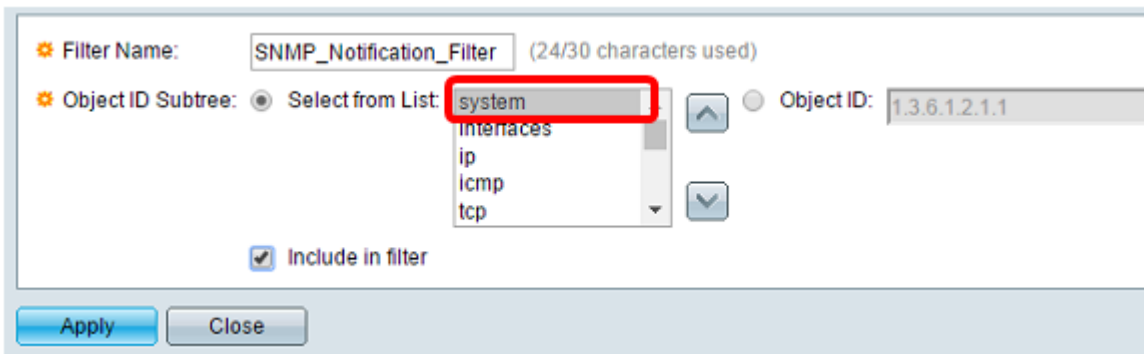 Filter Name: SNMP_Notification_Filter (24/30 characters used)
Object ID Subtree: Select from List: system Object ID: 1.3.6.1.2.1.1
interfaces
ip
icmp
tcp
Include in filter
Apply Close